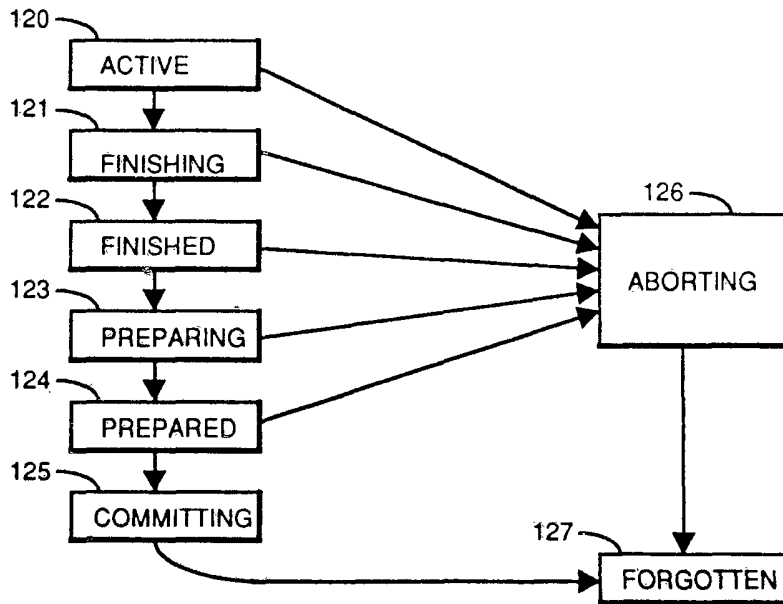 120
ACTIVE
121
FINISHING
122
FINISHED
123
PREPARING
124
PREPARED
125
COMMITTING
126
ABORTING
127
FORGOTTEN